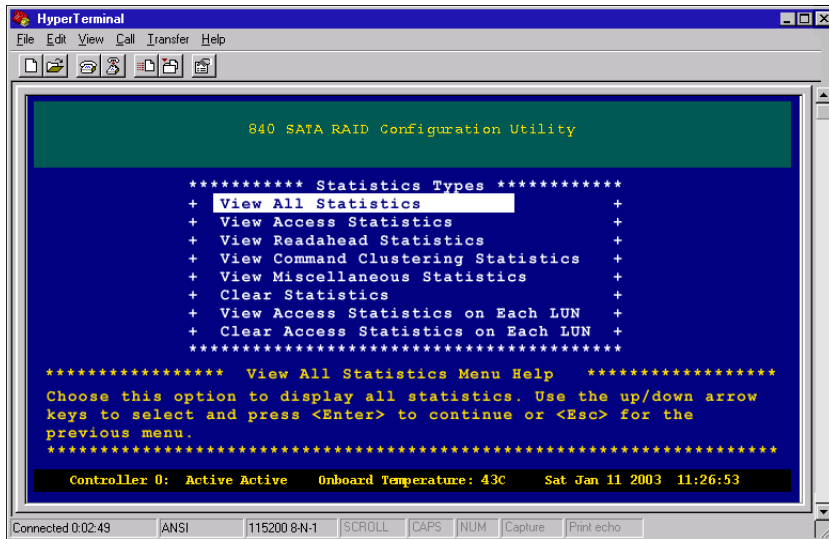 HyperTerminal
File Edit View Call Transfer Help
840 SATA RAID Configuration Utility
*********** Statistics Types ************
+ View All Statistics +
+ View Access Statistics +
+ View Readahead Statistics +
+ View Command Clustering Statistics +
+ View Miscellaneous Statistics +
+ Clear Statistics +
+ View Access Statistics on Each LUN +
+ Clear Access Statistics on Each LUN +
*****************************************
***************** View All Statistics Menu Help ******************
Choose this option to display all statistics. Use the up/down arrow
keys to select and press <Enter> to continue or <Esc> for the
previous menu.
*********************************************************************
Controller 0: Active Active Onboard Temperature: 43C Sat Jan 11 2003 11:26:53
Connected 0:02:49 ANSI 115200 8-N-1 SCROLL CAPS NUM Capture Print echo